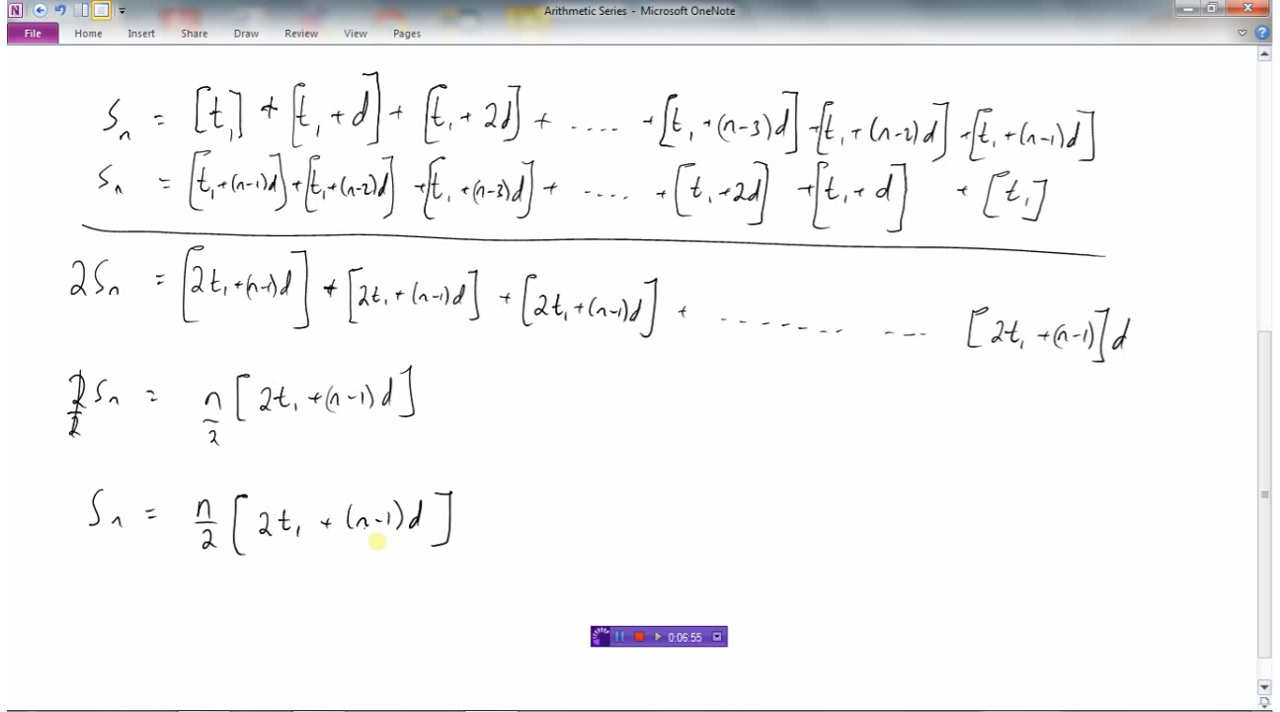 Arithmetic Series - Microsoft OneNote
File Home Insert Share Draw Review View Pages
Sₙ = [t₁] + [t₁ + d] + [t₁ + 2d] + .... + [t₁ + (n-3)d] + [t₁ + (n-2)d] + [t₁ + (n-1)d]
Sₙ = [t₁ + (n-1)d] + [t₁ + (n-2)d] + [t₁ + (n-3)d] + .... + [t₁ + 2d] + [t₁ + d] + [t₁]
2Sₙ = [2t₁ + (n-1)d] + [2t₁ + (n-1)d] + [2t₁ + (n-1)d] + ........ ... [2t₁ + (n-1)]d
2/2 Sₙ = n/2 [2t₁ + (n-1)d]
Sₙ = n/2 [2t₁ + (n-1)d]
0:06:55